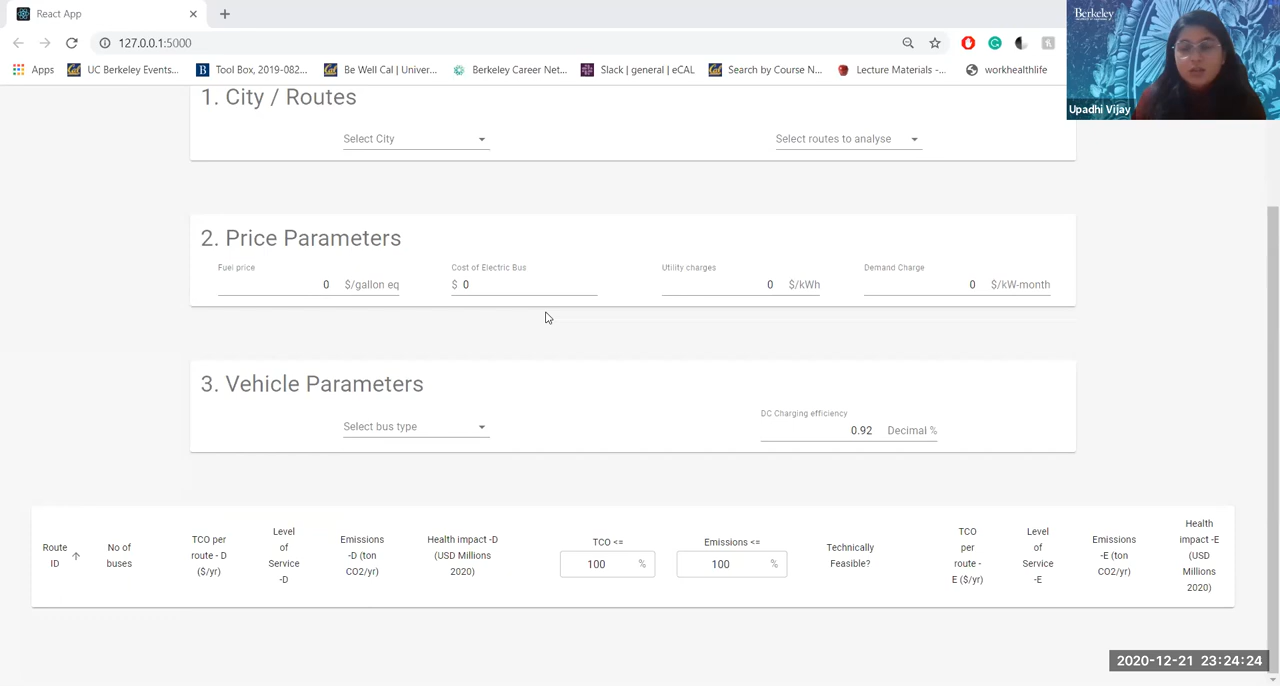 React App
127.0.0.1:5000
Apps
UC Berkeley Events...
Tool Box, 2019-082...
Be Well Cal | Univer...
Berkeley Career Net...
Slack | general | eCAL
Search by Course N...
Lecture Materials -...
workhealthlife
Berkeley
Upadhi Vijay
1. City / Routes
Select City
Select routes to analyse
2. Price Parameters
Fuel price
0 $/gallon eq
Cost of Electric Bus
$ 0
Utility charges
0 $/kWh
Demand Charge
0 $/kW-month
3. Vehicle Parameters
Select bus type
DC Charging efficiency
0.92 Decimal %
Route
ID
No of
buses
TCO per
route - D
($/yr)
Level
of
Service
-D
Emissions
-D (ton
CO2/yr)
Health impact -D
(USD Millions
2020)
TCO <=
100 %
Emissions <=
100 %
Technically
Feasible?
TCO
per
route -
E ($/yr)
Level
of
Service
-E
Emissions
-E (ton
CO2/yr)
Health
impact -E
(USD
Millions
2020)
2020-12-21 23:24:24